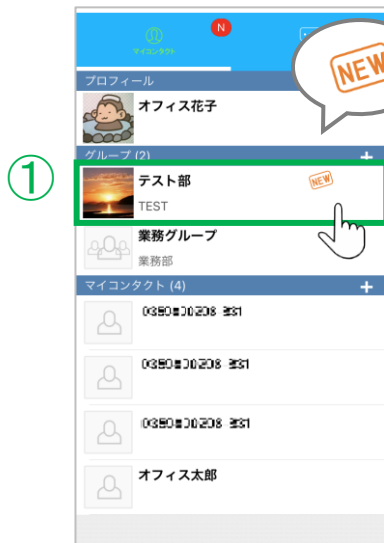 N
マイコンタクト
NEW
プロフィール
オフィス花子
グループ (2) +
①
テスト部 NEW
TEST
業務グループ
業務部
マイコンタクト (4) +
オフィス太郎